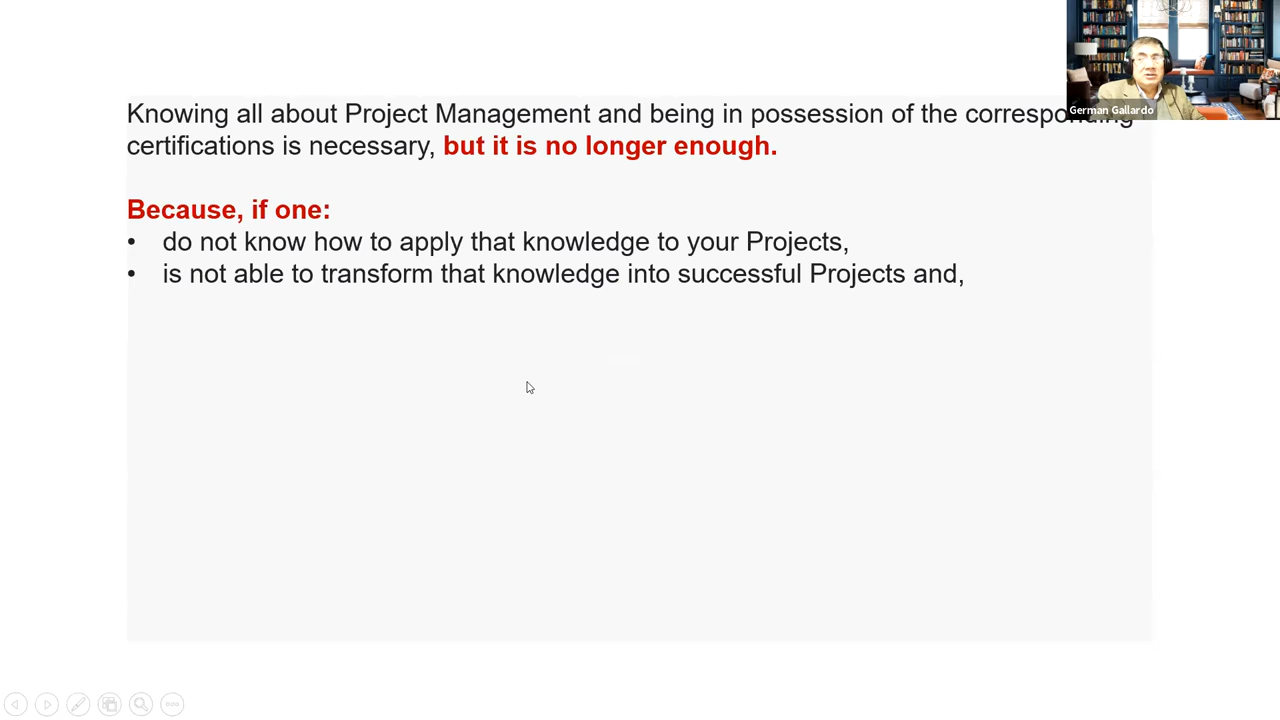 Knowing all about Project Management and being in possession of the corresponding
certifications is necessary, but it is no longer enough.
Because, if one:
• do not know how to apply that knowledge to your Projects,
• is not able to transform that knowledge into successful Projects and,
German Gallardo